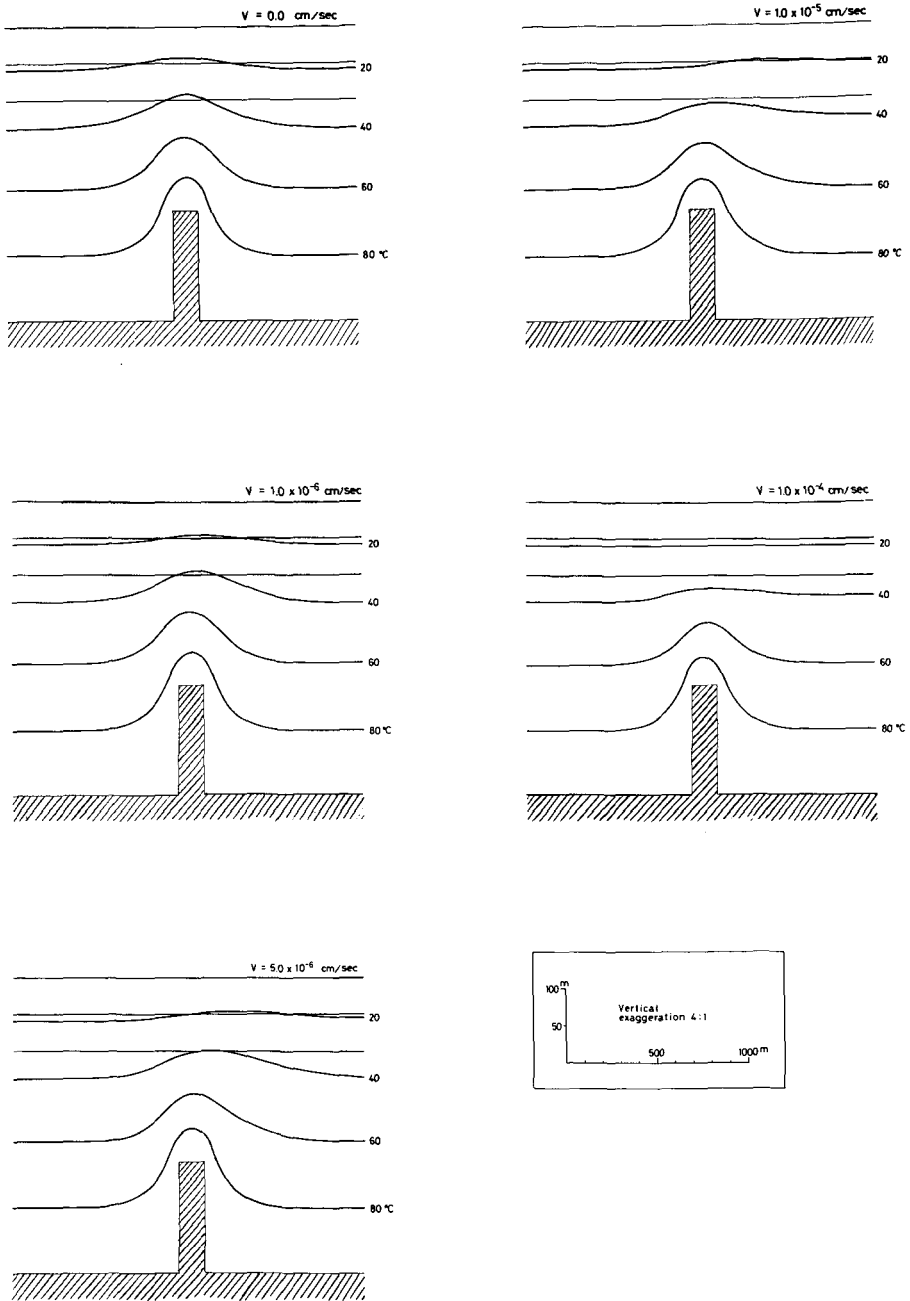 V = 0.0 cm/sec
20
40
60
80 °C
V = 1.0 x 10⁻⁵ cm/sec
20
40
60
80 °C
V = 1.0 x 10⁻⁶ cm/sec
20
40
60
80 °C
V = 1.0 x 10⁻⁴ cm/sec
20
40
60
80 °C
V = 5.0 x 10⁻⁶ cm/sec
20
40
60
80 °C
100 m
50
Vertical
exaggeration 4:1
500
1000 m